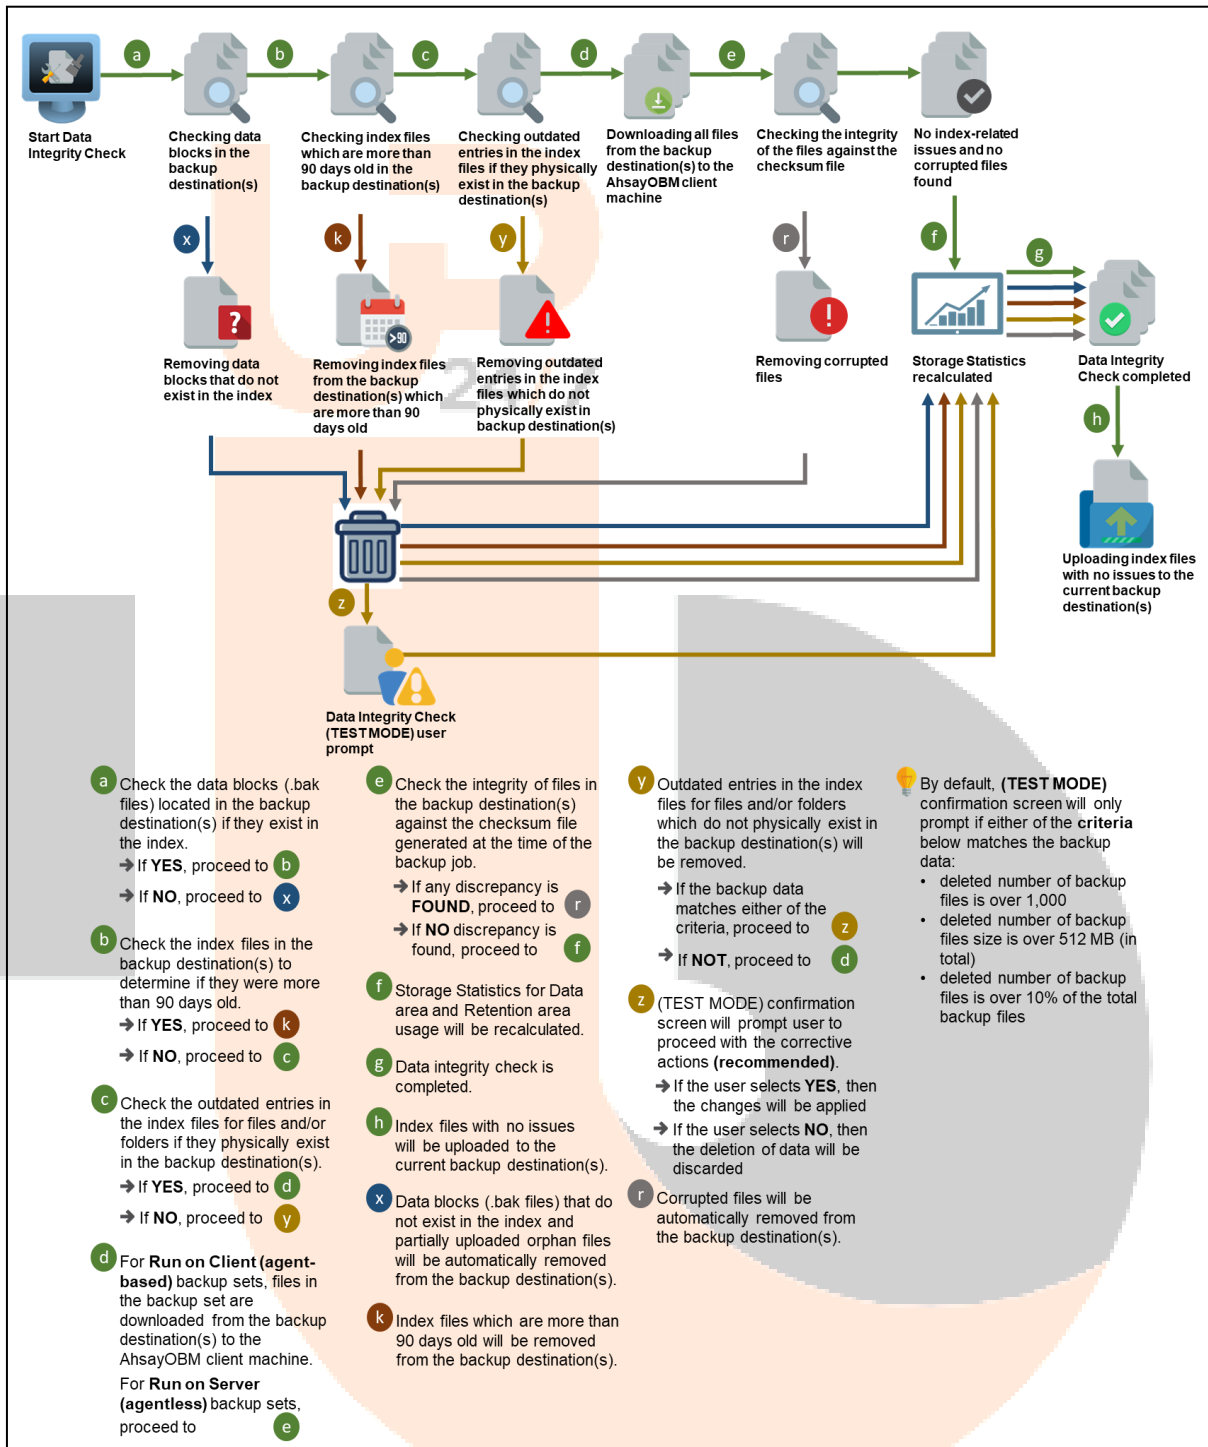 a
b
c
d
e
Start Data
Integrity Check
Checking data
blocks in the
backup
destination(s)
Checking index files
which are more than
90 days old in the
backup destination(s)
Checking outdated
entries in the index
files if they physically
exist in the backup
destination(s)
Downloading all files
from the backup
destination(s) to the
AhsayOBM client
machine
Checking the integrity
of the files against the
checksum file
No index-related
issues and no
corrupted files
found
x
k
y
r
f
g
?
>90
!
!
Removing data
blocks that do not
exist in the index
Removing index files
from the backup
destination(s) which
are more than 90
days old
Removing outdated
entries in the index
files which do not
physically exist in
backup destination(s)
Removing corrupted
files
Storage Statistics
recalculated
Data Integrity
Check completed
24/7
h
Uploading index files
with no issues to the
current backup
destination(s)
z
!
Data Integrity Check
(TEST MODE) user
prompt
a Check the data blocks (.bak
files) located in the backup
destination(s) if they exist in
the index.
➔ If YES, proceed to b
➔ If NO, proceed to x
b Check the index files in the
backup destination(s) to
determine if they were more
than 90 days old.
➔ If YES, proceed to k
➔ If NO, proceed to c
c Check the outdated entries in
the index files for files and/or
folders if they physically exist
in the backup destination(s).
➔ If YES, proceed to d
➔ If NO, proceed to y
d For Run on Client (agent-
based) backup sets, files in
the backup set are
downloaded from the backup
destination(s) to the
AhsayOBM client machine.
For Run on Server
(agentless) backup sets,
proceed to e
e Check the integrity of files in
the backup destination(s)
against the checksum file
generated at the time of the
backup job.
➔ If any discrepancy is
FOUND, proceed to r
➔ If NO discrepancy is
found, proceed to f
f Storage Statistics for Data
area and Retention area
usage will be recalculated.
g Data integrity check is
completed.
h Index files with no issues
will be uploaded to the
current backup destination(s).
x Data blocks (.bak files) that do
not exist in the index and
partially uploaded orphan files
will be automatically removed
from the backup destination(s).
k Index files which are more than
90 days old will be removed
from the backup destination(s).
y Outdated entries in the index
files for files and/or folders
which do not physically exist in
the backup destination(s) will
be removed.
➔ If the backup data
matches either of the
criteria, proceed to z
➔ If NOT, proceed to d
z (TEST MODE) confirmation
screen will prompt user to
proceed with the corrective
actions (recommended).
➔ If the user selects YES, then
the changes will be applied
➔ If the user selects NO, then
the deletion of data will be
discarded
r Corrupted files will be
automatically removed from
the backup destination(s).
By default, (TEST MODE)
confirmation screen will only
prompt if either of the criteria
below matches the backup
data:
• deleted number of backup
files is over 1,000
• deleted number of backup
files size is over 512 MB (in
total)
• deleted number of backup
files is over 10% of the total
backup files